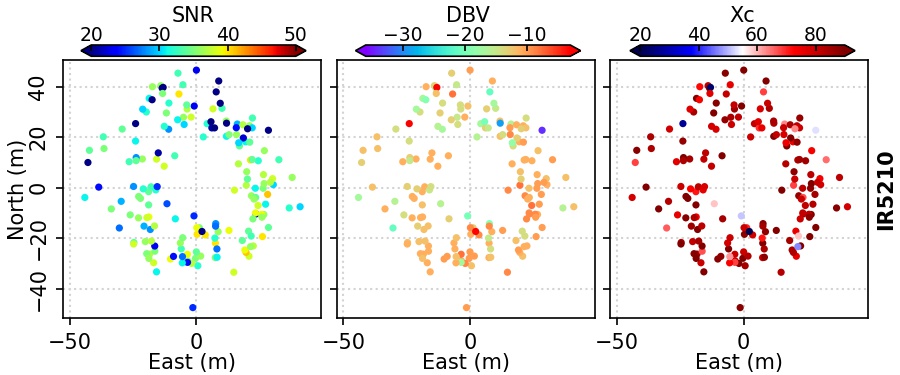 SNR
DBV
Xc
20 30 40 50
−30 −20 −10
20 40 60 80
North (m)
40
20
0
−20
−40
−50 0
−50 0
−50 0
East (m)
East (m)
East (m)
IR5210